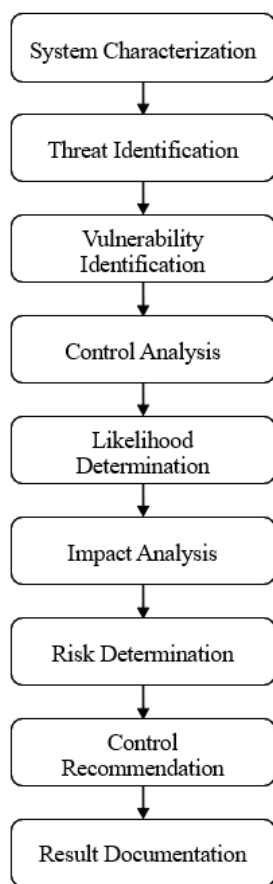 System Characterization
Threat Identification
Vulnerability
Identification
Control Analysis
Likelihood
Determination
Impact Analysis
Risk Determination
Control
Recommendation
Result Documentation